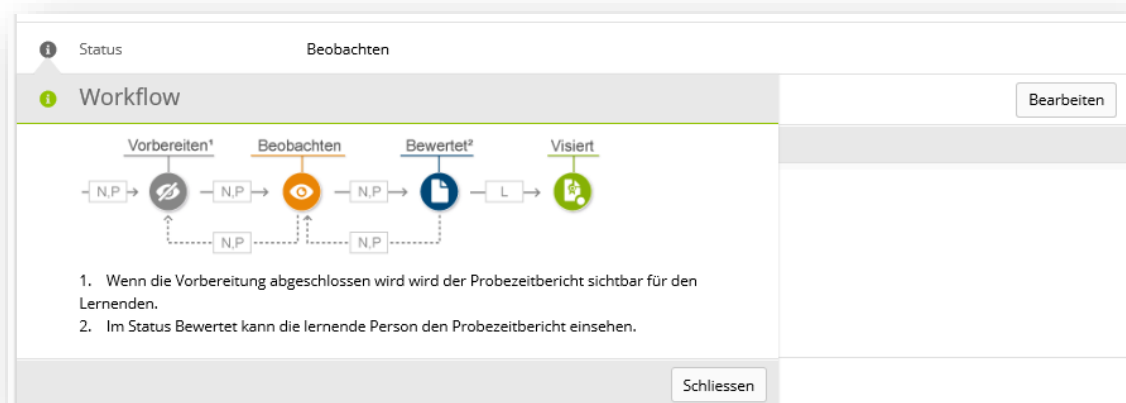 Status Beobachten
Workflow
Bearbeiten
Vorbereiten¹ Beobachten Bewertet² Visiert
N,P N,P N,P L
N,P N,P
1. Wenn die Vorbereitung abgeschlossen wird wird der Probezeitbericht sichtbar für den
Lernenden.
2. Im Status Bewertet kann die lernende Person den Probezeitbericht einsehen.
Schliessen